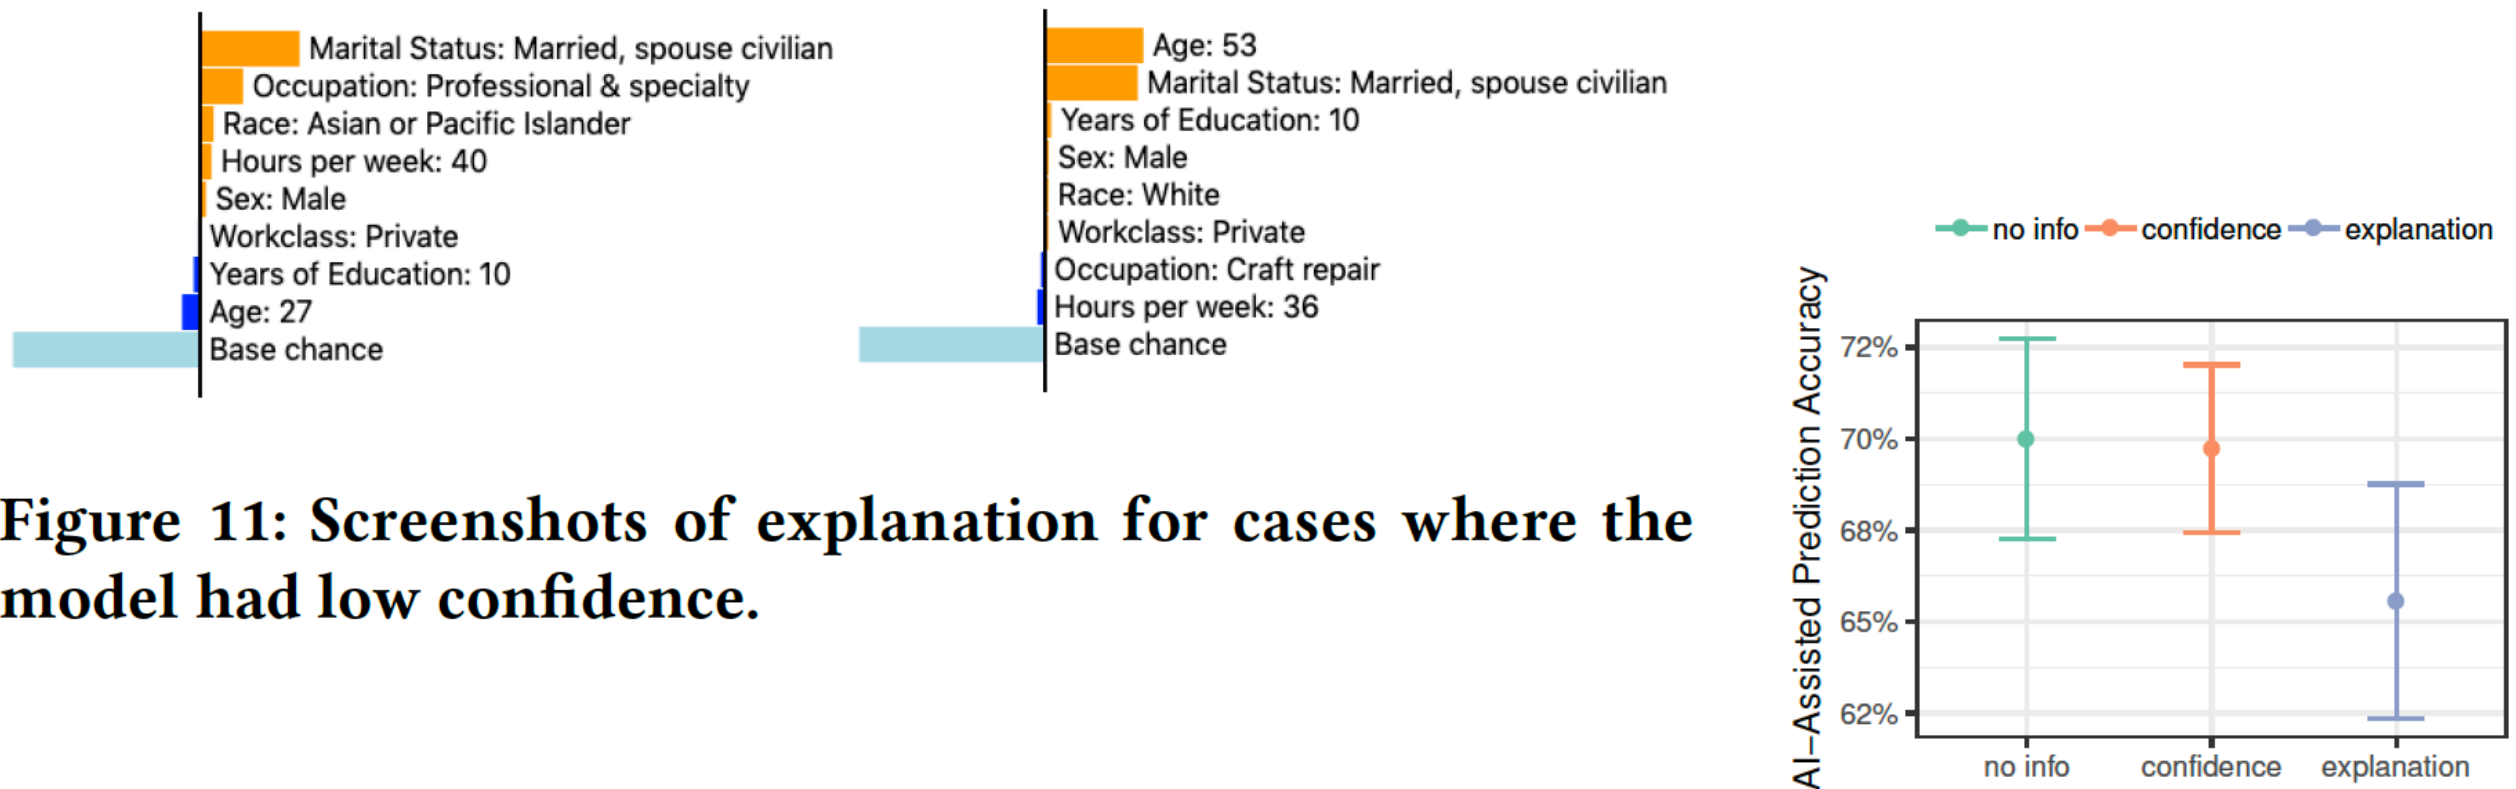 Marital Status: Married, spouse civilian
Occupation: Professional & specialty
Race: Asian or Pacific Islander
Hours per week: 40
Sex: Male
Workclass: Private
Years of Education: 10
Age: 27
Base chance
Age: 53
Marital Status: Married, spouse civilian
Years of Education: 10
Sex: Male
Race: White
Workclass: Private
Occupation: Craft repair
Hours per week: 36
Base chance
Figure 11: Screenshots of explanation for cases where the
model had low confidence.
no info confidence explanation
AI–Assisted Prediction Accuracy
72%
70%
68%
65%
62%
no info confidence explanation